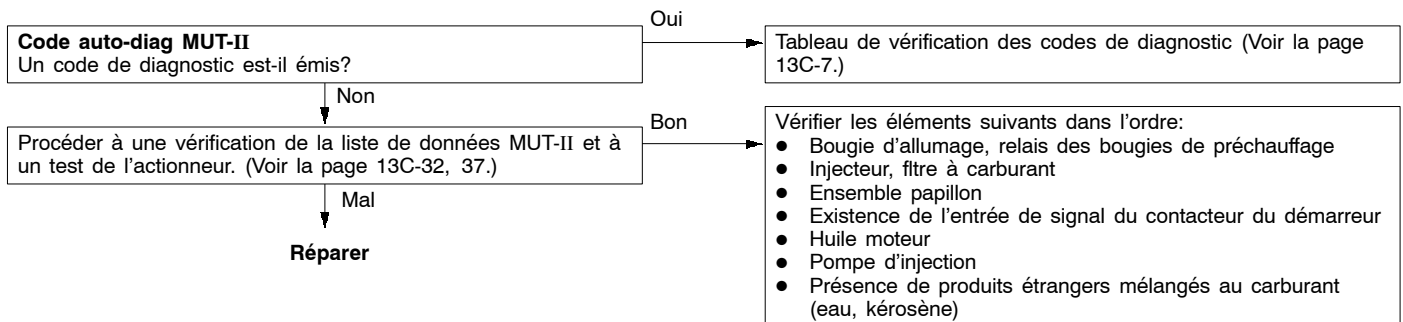 Code auto-diag MUT-II
Un code de diagnostic est-il émis?
Oui
Tableau de vérification des codes de diagnostic (Voir la page
13C-7.)
Non
Procéder à une vérification de la liste de données MUT-II et à
un test de l'actionneur. (Voir la page 13C-32, 37.)
Bon
Vérifier les éléments suivants dans l'ordre:
● Bougie d'allumage, relais des bougies de préchauffage
● Injecteur, fltre à carburant
● Ensemble papillon
● Existence de l'entrée de signal du contacteur du démarreur
● Huile moteur
● Pompe d'injection
● Présence de produits étrangers mélangés au carburant
(eau, kérosène)
Mal
Réparer